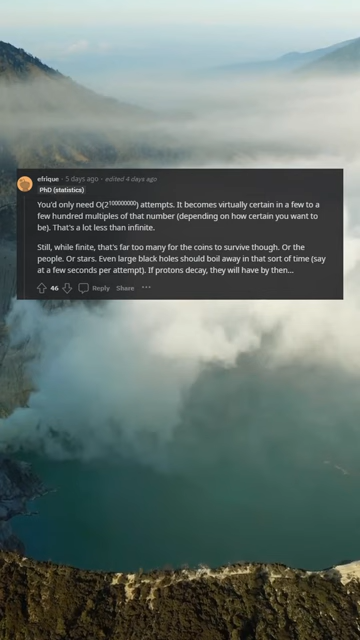 efrique · 5 days ago · edited 4 days ago
PhD (statistics)
You'd only need O(2¹⁰⁰⁰⁰⁰⁰⁰⁰) attempts. It becomes virtually certain in a few to a
few hundred multiples of that number (depending on how certain you want to
be). That's a lot less than infinite.
Still, while finite, that's far too many for the coins to survive though. Or the
people. Or stars. Even large black holes should boil away in that sort of time (say
at a few seconds per attempt). If protons decay, they will have by then...
46 Reply Share ···